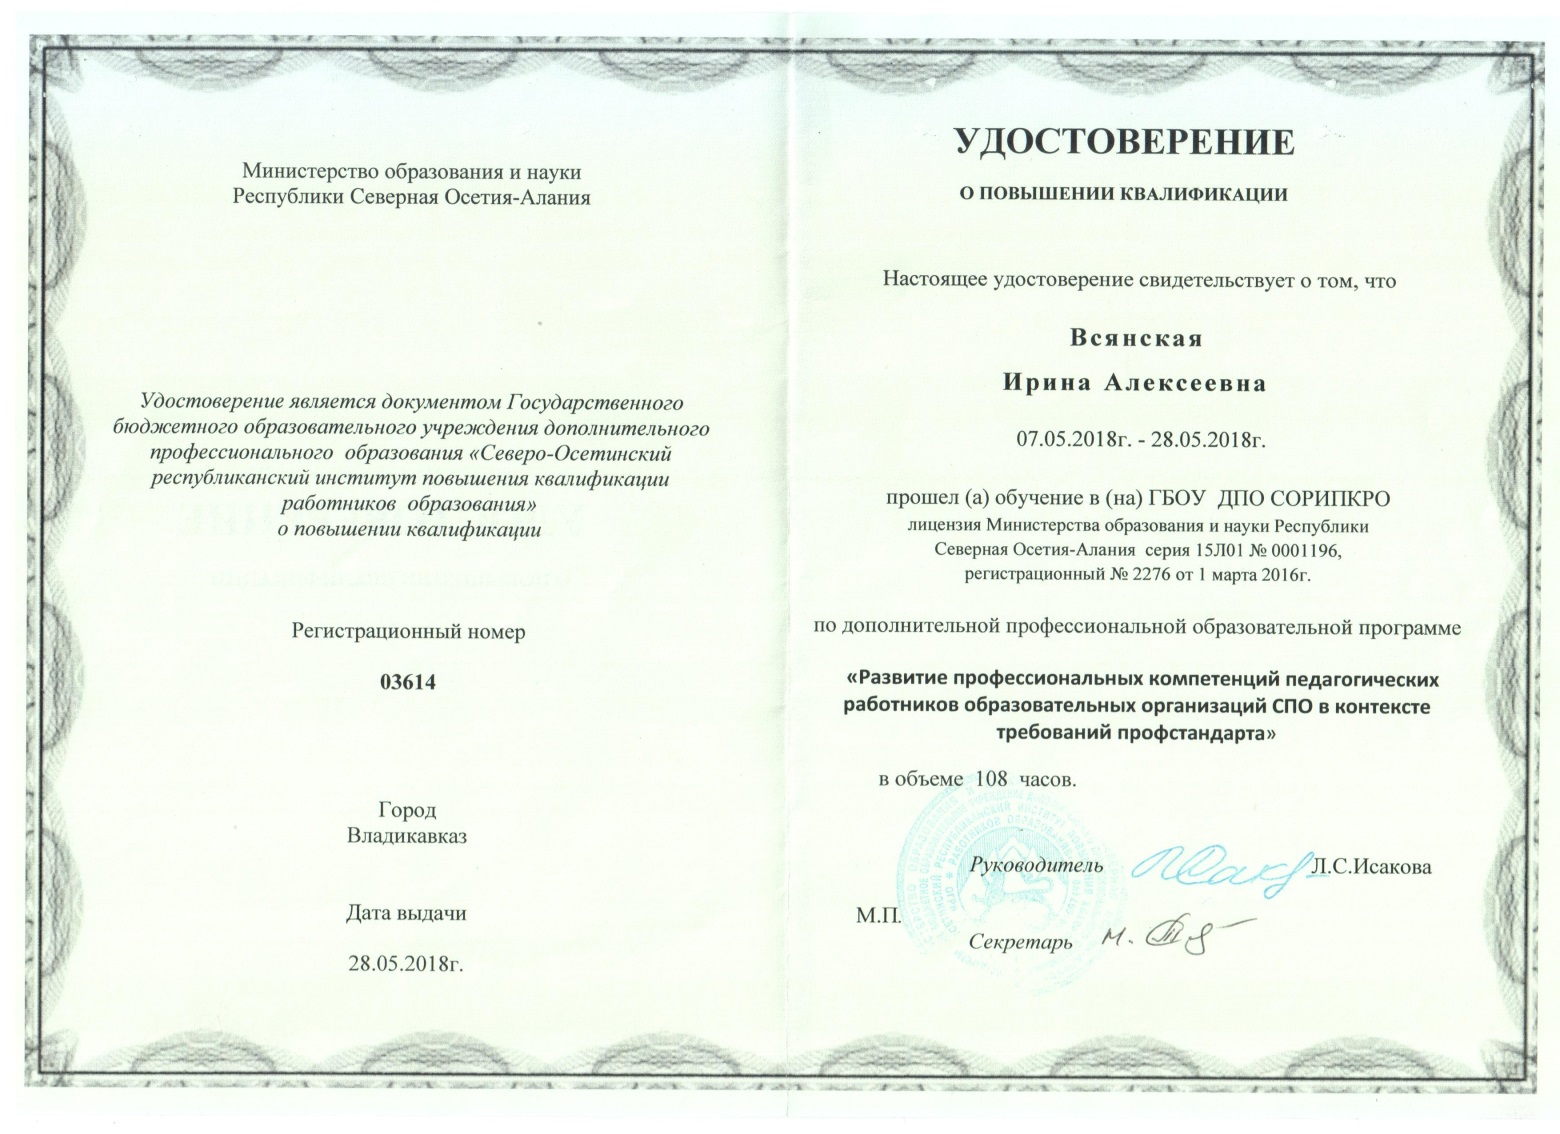 Министерство образования и науки
Республики Северная Осетия-Алания
Удостоверение является документом Государственного
бюджетного образовательного учреждения дополнительного
профессионального образования «Северо-Осетинский
республиканский институт повышения квалификации
работников образования»
о повышении квалификации
Регистрационный номер
03614
Город
Владикавказ
Дата выдачи
28.05.2018г.
УДОСТОВЕРЕНИЕ
О ПОВЫШЕНИИ КВАЛИФИКАЦИИ
Настоящее удостоверение свидетельствует о том, что
Всянская
Ирина Алексеевна
07.05.2018г. - 28.05.2018г.
прошел (а) обучение в (на) ГБОУ ДПО СОРИПКРО
лицензия Министерства образования и науки Республики
Северная Осетия-Алания серия 15Л01 № 0001196,
регистрационный № 2276 от 1 марта 2016г.
по дополнительной профессиональной образовательной программе
«Развитие профессиональных компетенций педагогических
работников образовательных организаций СПО в контексте
требований профстандарта»
в объеме 108 часов.
Руководитель Л.С.Исакова
М.П.
Секретарь